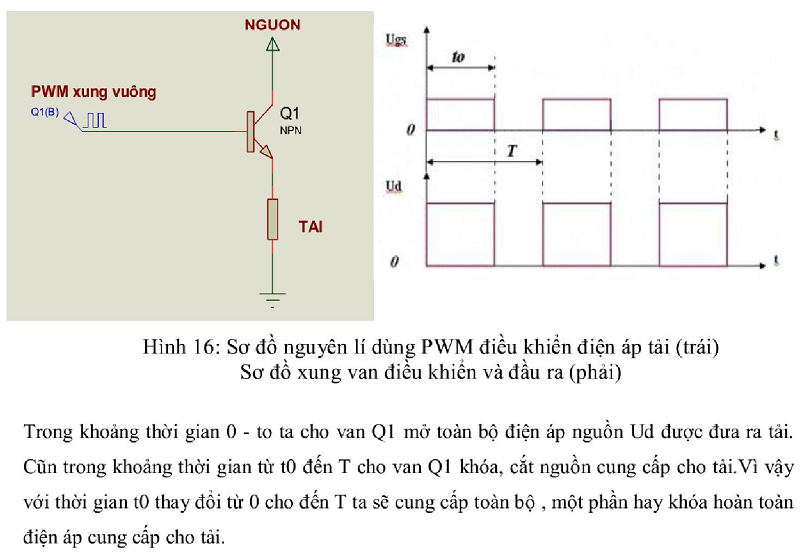 NGUON
PWM xung vuông
Q1(B)
Q1
NPN
TAI
Ugs
to
0
t
T
Ud
0
t
Hình 16: Sơ đồ nguyên lí dùng PWM điều khiển điện áp tải (trái)
Sơ đồ xung van điều khiển và đầu ra (phải)
Trong khoảng thời gian 0 - to ta cho van Q1 mở toàn bộ điện áp nguồn Ud được đưa ra tải.
Cũn trong khoảng thời gian từ t0 đến T cho van Q1 khóa, cắt nguồn cung cấp cho tải.Vì vậy
với thời gian t0 thay đổi từ 0 cho đến T ta sẽ cung cấp toàn bộ , một phần hay khóa hoàn toàn
điện áp cung cấp cho tải.